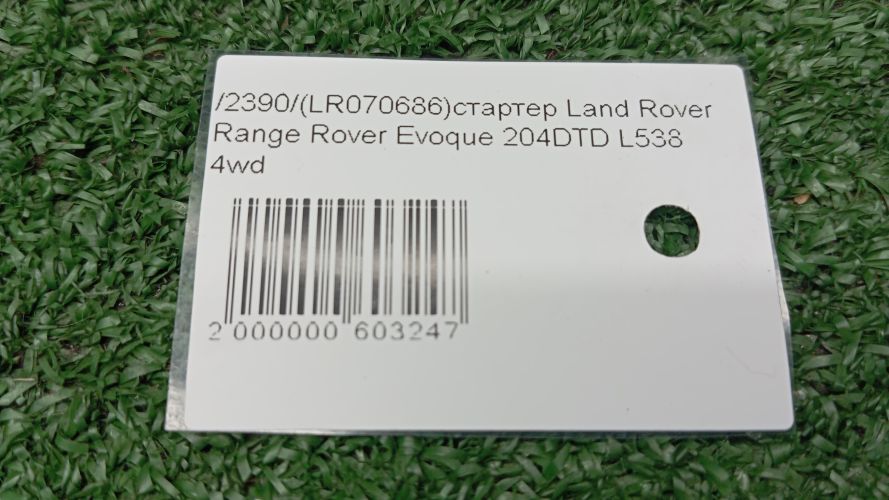 /2390/(LR070686)стартер Land Rover
Range Rover Evoque 204DTD L538
4wd
2 000000 603247